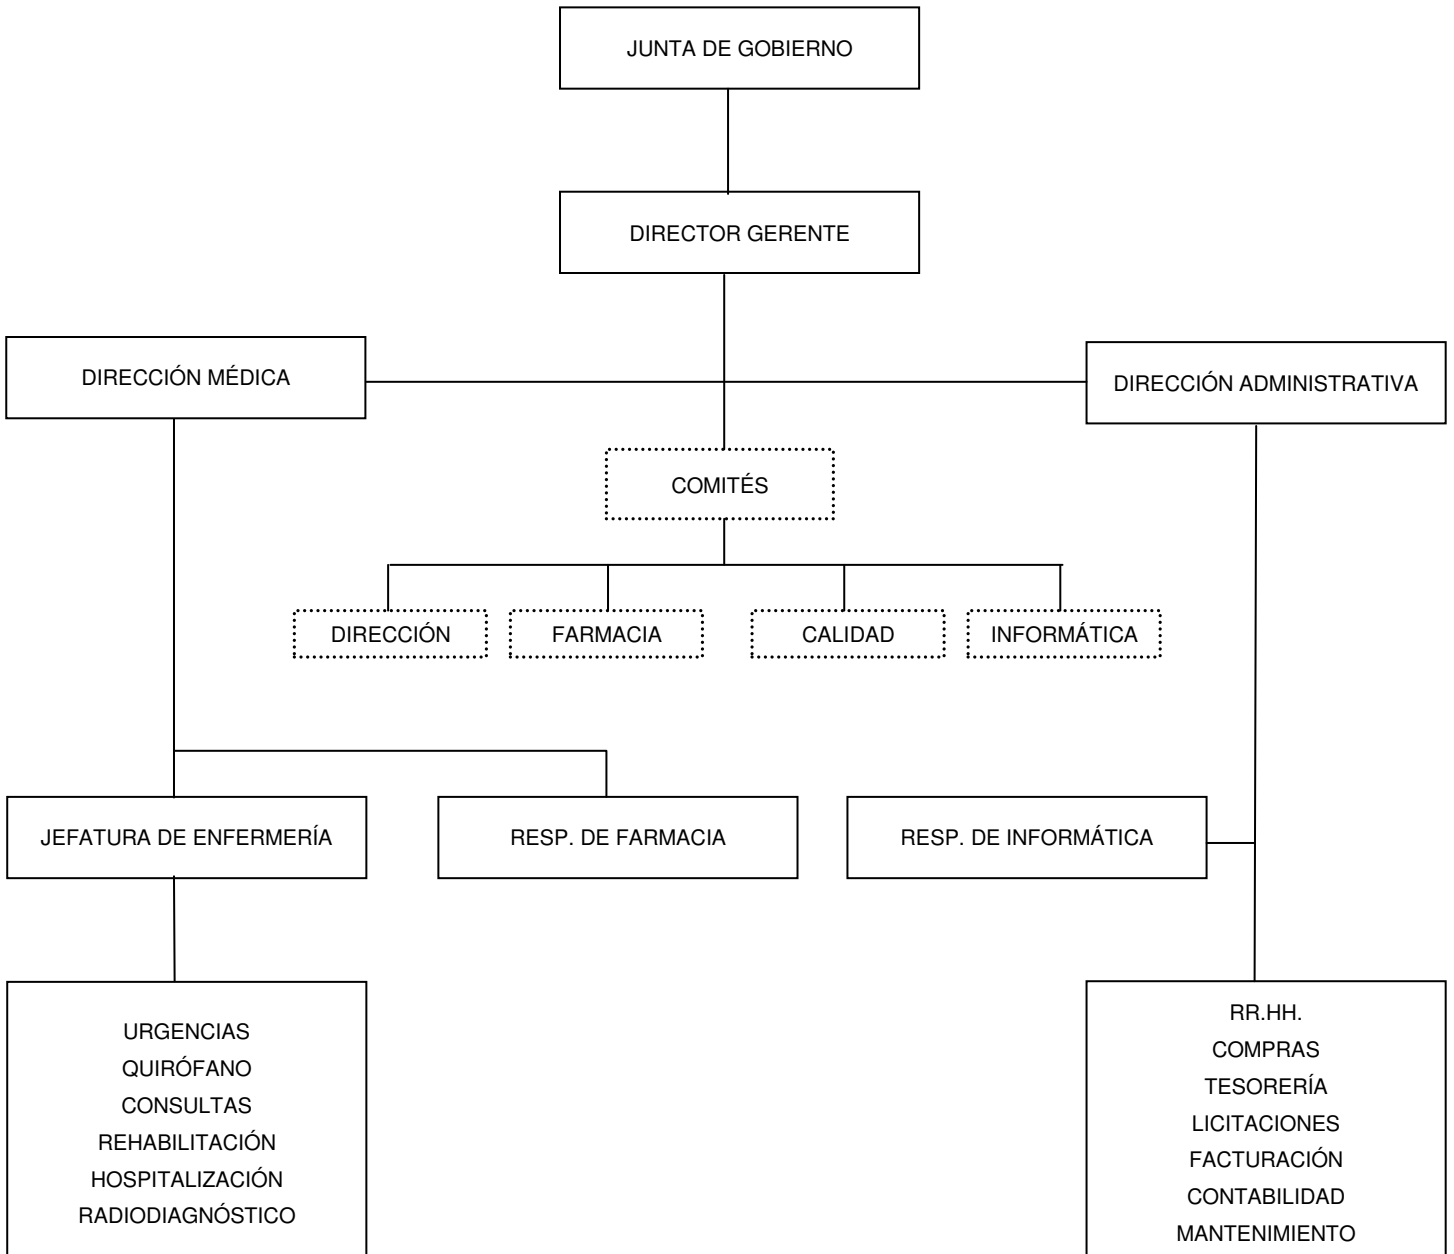 JUNTA DE GOBIERNO
DIRECTOR GERENTE
DIRECCIÓN MÉDICA
DIRECCIÓN ADMINISTRATIVA
COMITÉS
DIRECCIÓN
FARMACIA
CALIDAD
INFORMÁTICA
JEFATURA DE ENFERMERÍA
RESP. DE FARMACIA
RESP. DE INFORMÁTICA
URGENCIAS
QUIRÓFANO
CONSULTAS
REHABILITACIÓN
HOSPITALIZACIÓN
RADIODIAGNÓSTICO
RR.HH.
COMPRAS
TESORERÍA
LICITACIONES
FACTURACIÓN
CONTABILIDAD
MANTENIMIENTO